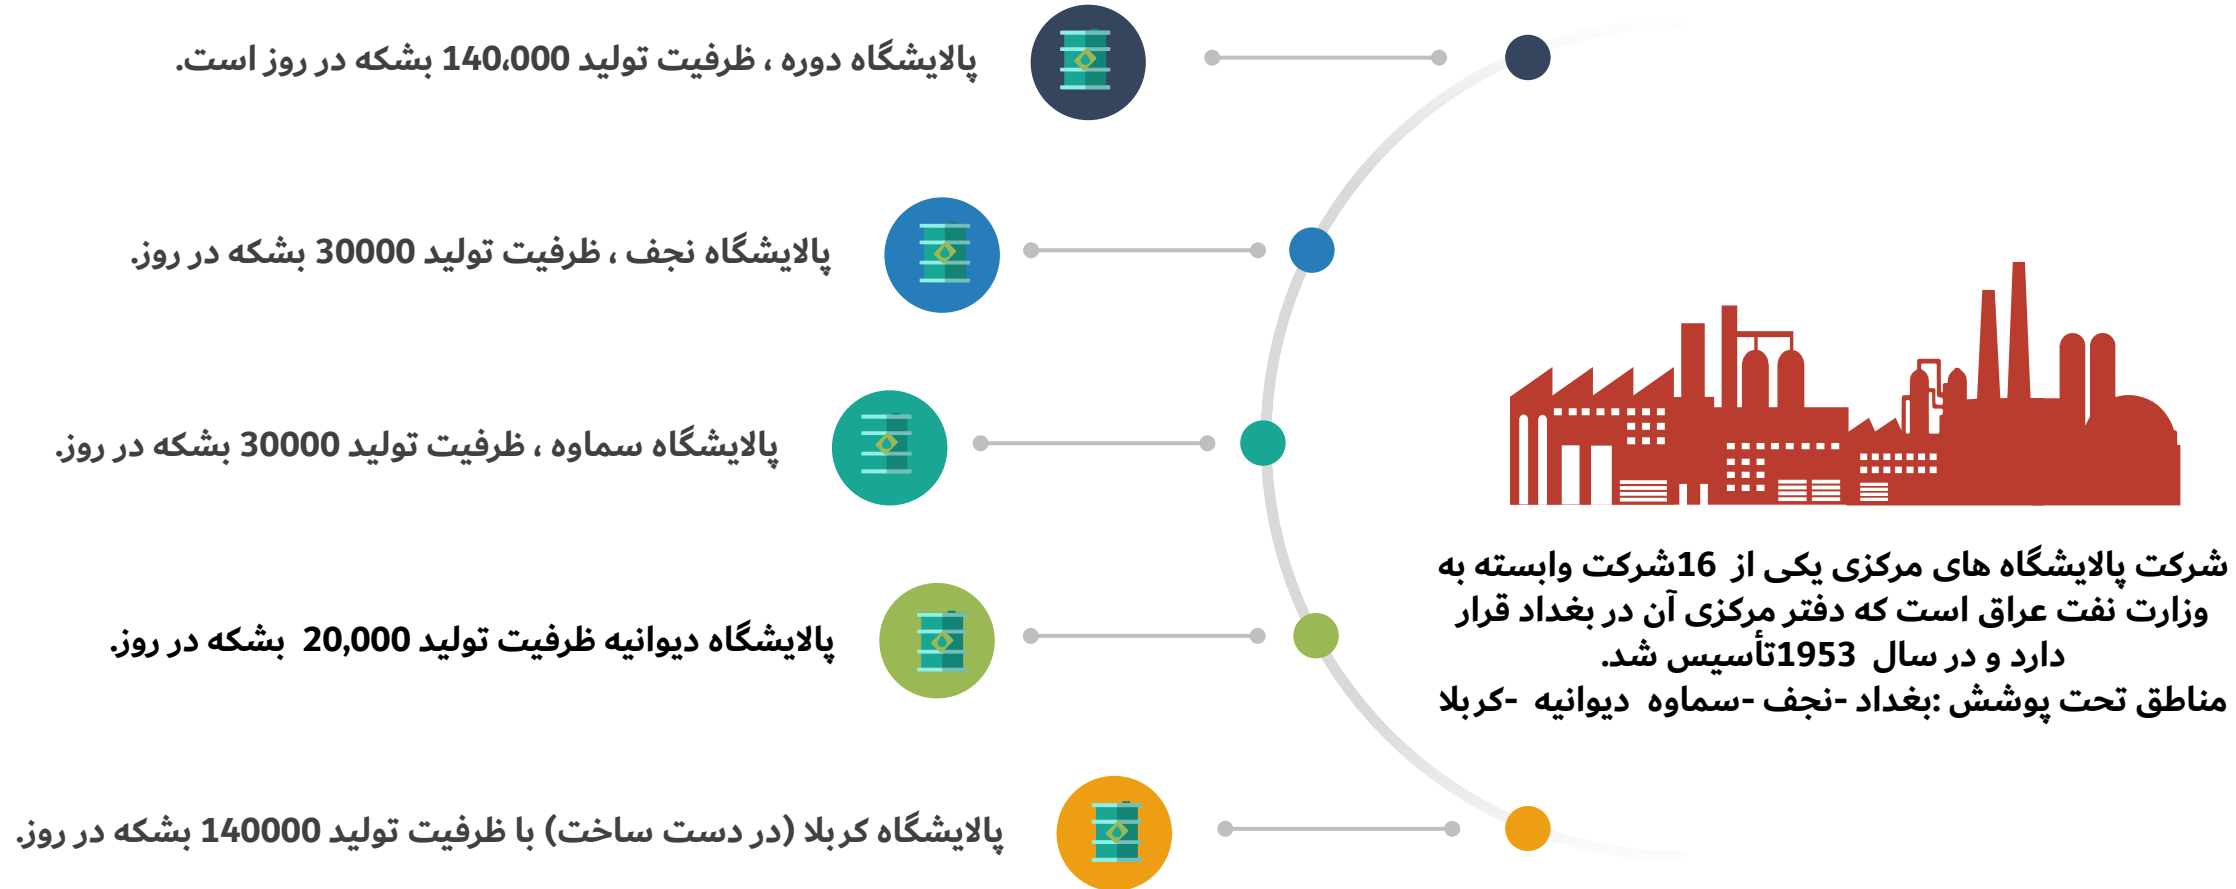 پالایشگاه دوره ، ظرفیت تولید 140،000 بشکه در روز است.
پالایشگاه نجف ، ظرفیت تولید 30000 بشکه در روز.
پالایشگاه سماوه ، ظرفیت تولید 30000 بشکه در روز.
پالایشگاه دیوانیه ظرفیت تولید 20,000 بشکه در روز.
پالایشگاه کربلا (در دست ساخت) با ظرفیت تولید 140000 بشکه در روز.
شرکت پالایشگاه های مرکزی یکی از 16شرکت وابسته به
وزارت نفت عراق است که دفتر مرکزی آن در بغداد قرار
دارد و در سال 1953تأسیس شد.
مناطق تحت پوشش :بغداد -نجف -سماوه دیوانیه -کربلا